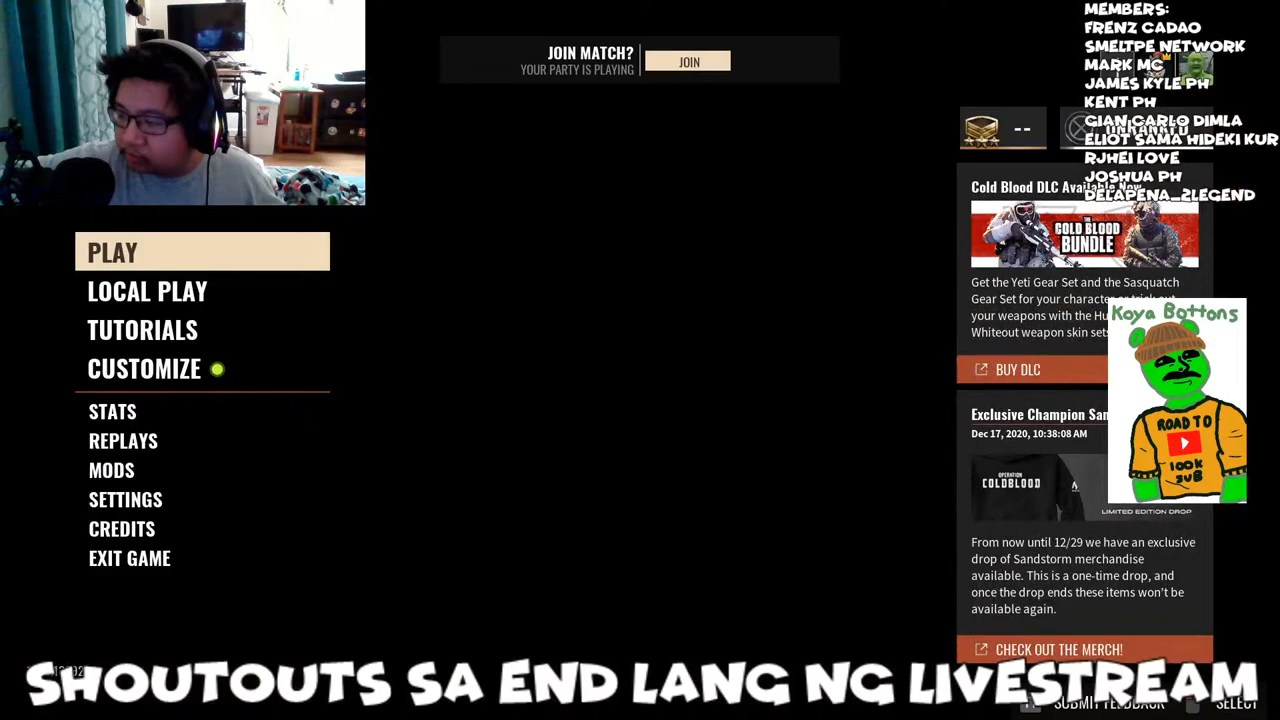 JOIN MATCH?
YOUR PARTY IS PLAYING
JOIN
MEMBERS:
FRENZ CADAO
SMELTPE NETWORK
MARK MC
JAMES KYLE PH
KENT PH
GIAN CARLO DIMLA
ELIOT SAMA HIDEKI KUR
RJHEI LOVE
JOSHUA PH
DELAPENA_2LEGEND
--
UNRANKED
PLAY
LOCAL PLAY
TUTORIALS
CUSTOMIZE
STATS
REPLAYS
MODS
SETTINGS
CREDITS
EXIT GAME
Cold Blood DLC Available Now
THE
COLD BLOOD
BUNDLE
Get the Yeti Gear Set and the Sasquatch
Gear Set for your character or trick out
your weapons with the
Whiteout weapon skin sets
BUY DLC
Koya Bottons
ROAD TO
100K
SUB
Exclusive Champion
Dec 17, 2020, 10:38:08 AM
OPERATION
COLDBLOOD
LIMITED EDITION DROP
From now until 12/29 we have an exclusive
drop of Sandstorm merchandise
available. This is a one-time drop, and
once the drop ends these items won't be
available again.
CHECK OUT THE MERCH!
SHOUTOUTS SA END LANG NG LIVESTREAM
SUBMIT FEEDBACK
SELECT